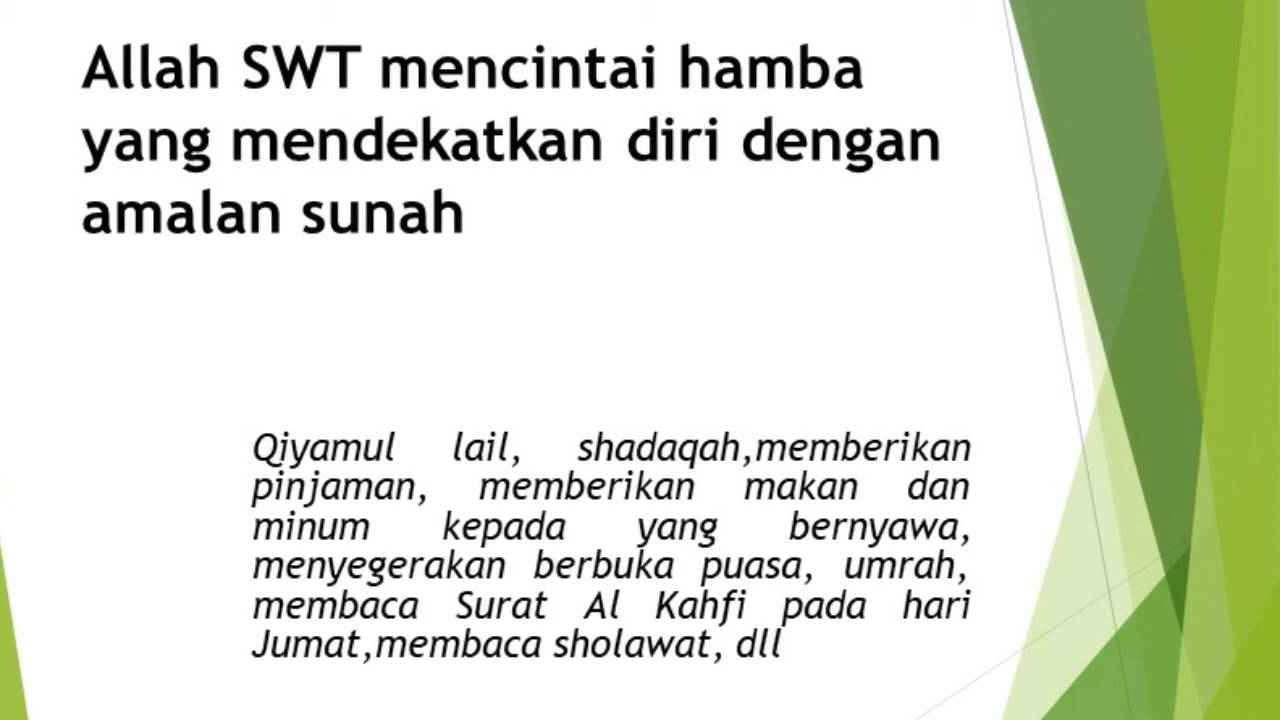 Allah SWT mencintai hamba
yang mendekatkan diri dengan
amalan sunah
Qiyamul lail, shadaqah,memberikan
pinjaman, memberikan makan dan
minum kepada yang bernyawa,
menyegerakan berbuka puasa, umrah,
membaca Surat Al Kahfi pada hari
Jumat,membaca sholawat, dll